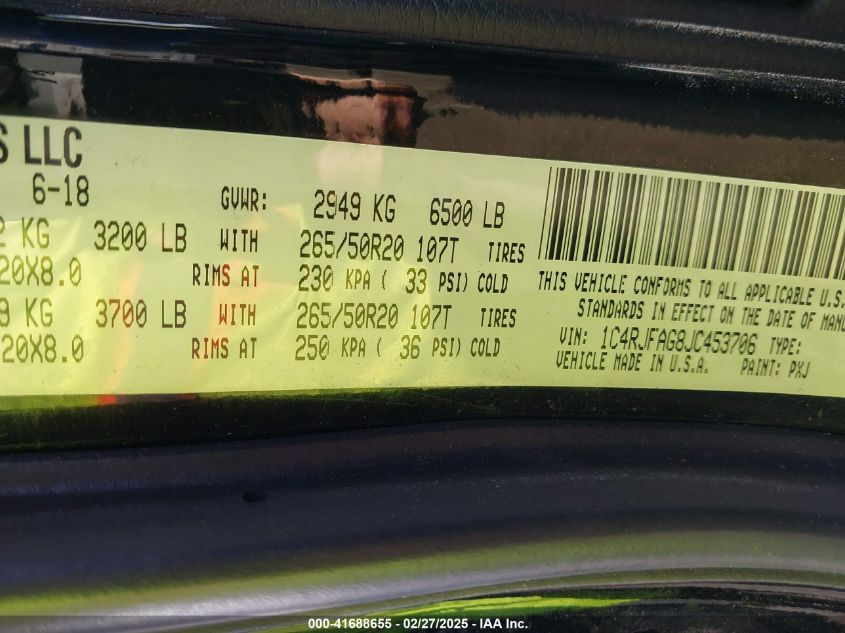 S LLC
6-18 GVWR: 2949 KG 6500 LB
KG 3200 LB WITH 265/50R20 107T TIRES
20X8.0 RIMS AT 230 KPA ( 33 PSI) COLD
KG 3700 LB WITH 265/50R20 107T TIRES
20X8.0 RIMS AT 250 KPA ( 36 PSI) COLD
THIS VEHICLE CONFORMS TO ALL APPLICABLE U.S.
STANDARDS IN EFFECT ON THE DATE OF MANU
VIN: 1C4RJFAG8JC453706 TYPE:
VEHICLE MADE IN U.S.A. PAINT: PXJ
000-41688655 - 02/27/2025 - IAA Inc.